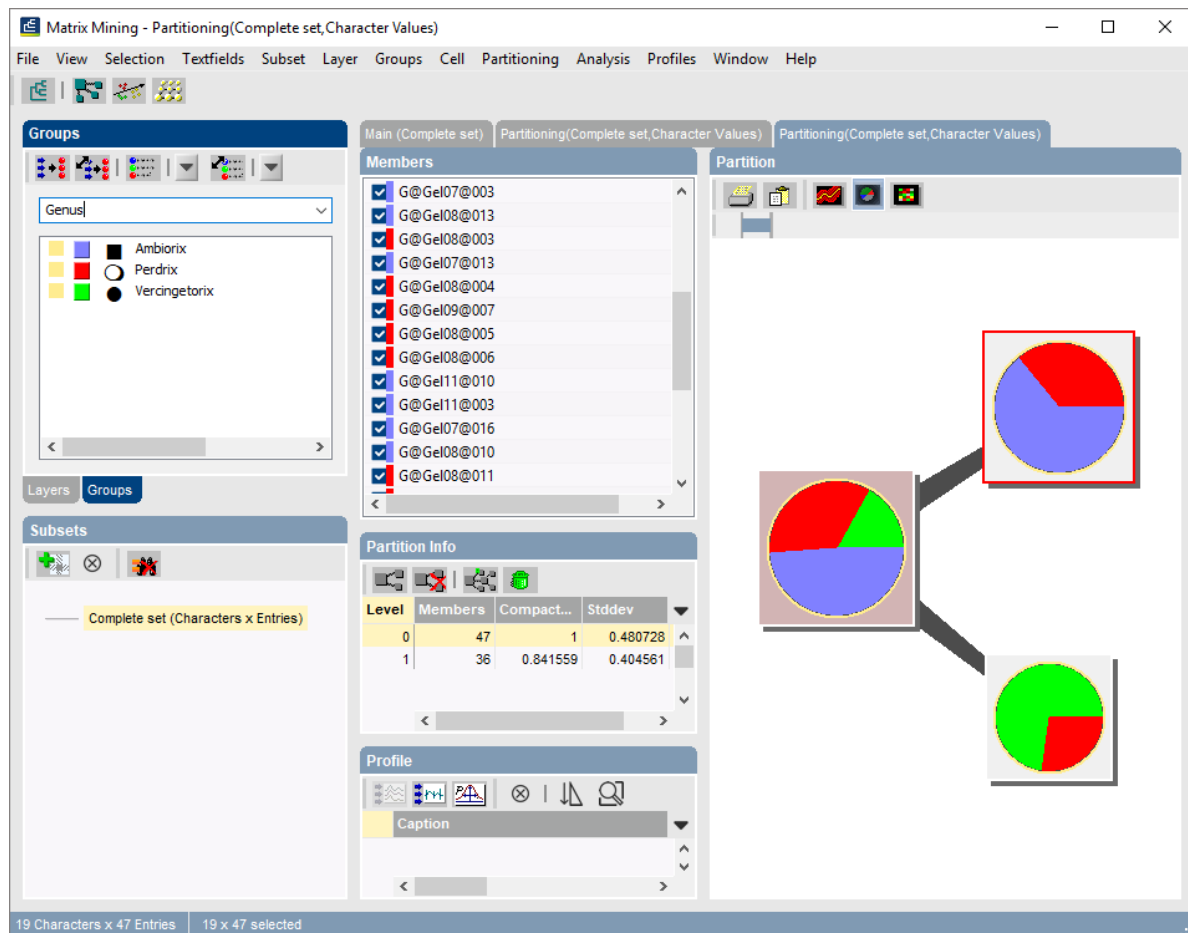 Matrix Mining - Partitioning(Complete set,Character Values)
File View Selection Textfields Subset Layer Groups Cell Partitioning Analysis Profiles Window Help
Groups
Genus
Ambiorix
Perdrix
Vercingetorix
Layers Groups
Subsets
Complete set (Characters x Entries)
Main (Complete set) Partitioning(Complete set,Character Values) Partitioning(Complete set,Character Values)
Members
G@Gel07@003
G@Gel08@013
G@Gel08@003
G@Gel07@013
G@Gel08@004
G@Gel09@007
G@Gel08@005
G@Gel08@006
G@Gel11@010
G@Gel11@003
G@Gel07@016
G@Gel08@010
G@Gel08@011
Partition Info
Level Members Compact... Stddev
0 47 1 0.480728
1 36 0.841559 0.404561
Profile
Caption
Partition
19 Characters x 47 Entries 19 x 47 selected